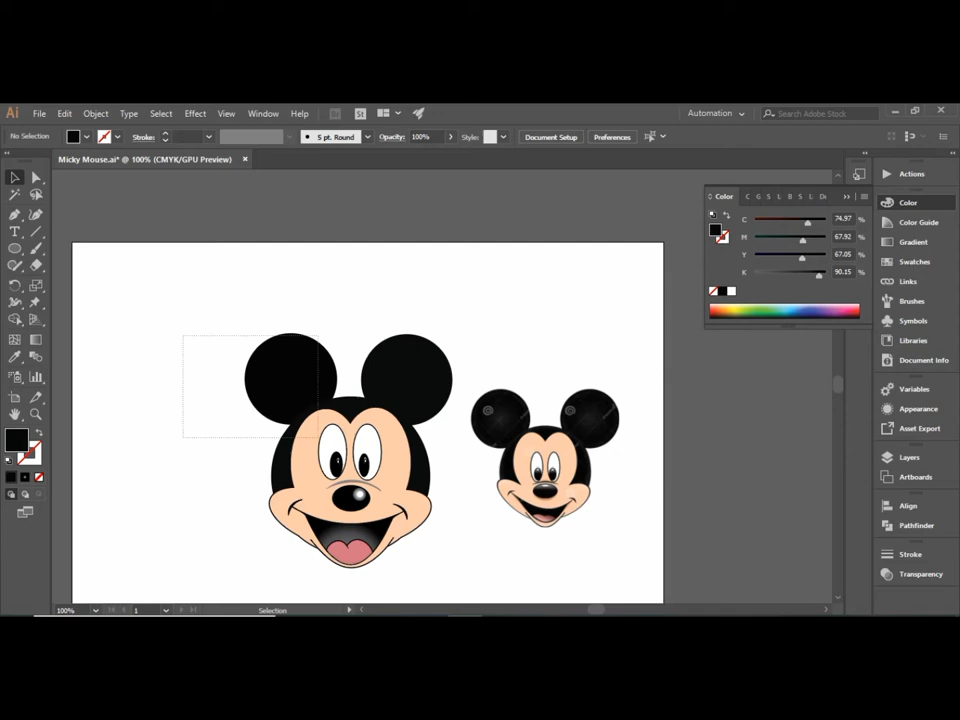 Ai File Edit Object Type Select Effect View Window Help Br St Automation Search Adobe Stock
No Selection Stroke: 5 pt. Round Opacity: 100% Style: Document Setup Preferences
Micky Mouse.ai* @ 100% (CMYK/GPU Preview)
Color C G S L B S L
C 74.97 %
M 67.92 %
Y 67.05 %
K 90.15 %
Actions
Color
Color Guide
Gradient
Swatches
Links
Brushes
Symbols
Libraries
Document Info
Variables
Appearance
Asset Export
Layers
Artboards
Align
Pathfinder
Stroke
Transparency
100% 1 Selection